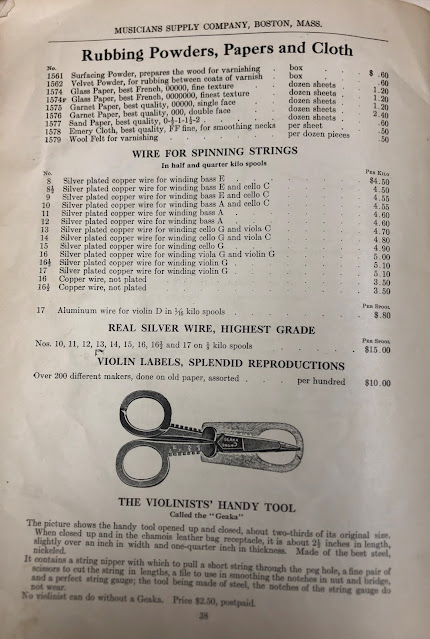 MUSICIANS SUPPLY COMPANY, BOSTON, MASS.
Rubbing Powders, Papers and Cloth
No.
1561 Surfacing Powder, prepares the wood for varnishing . box . $ .60
1562 Velvet Powder, for rubbing between coats of varnish . box . .60
1574 Glass Paper, best French, 00000, fine texture . dozen sheets . 1.20
1574F Glass Paper, best French, 0000000, finest texture . dozen sheets . 1.20
1575 Garnet Paper, best quality, 00000, single face . dozen sheets . 1.20
1576 Garnet Paper, best quality, 000, double face . dozen sheets . 2.40
1577 Sand Paper, best quality, 0-½-1-1½-2 . dozen sheets . .60
1578 Emery Cloth, best quality, FF fine, for smoothing necks per sheet . .50
1579 Wool Felt for varnishing . per dozen pieces . .50
WIRE FOR SPINNING STRINGS
In half and quarter kilo spools
No. PER KILO
8 Silver plated copper wire for winding bass E . $4.50
8½ Silver plated copper wire for winding bass E and cello C . 4.50
9 Silver plated copper wire for winding bass E and cello C . 4.55
10 Silver plated copper wire for winding bass A and cello C . 4.55
11 Silver plated copper wire for winding bass A . 4.60
12 Silver plated copper wire for winding bass A . 4.60
13 Silver plated copper wire for winding cello G and viola C . 4.70
14 Silver plated copper wire for winding cello G and viola C . 4.80
15 Silver plated copper wire for winding cello G . 4.90
16 Silver plated copper wire for winding viola G and violin G . 5.00
16½ Silver plated copper wire for winding violin G . 5.10
17 Silver plated copper wire for winding violin G . 5.10
16 Copper wire, not plated . 3.50
16½ Copper wire, not plated . 3.50
PER SPOOL
17 Aluminum wire for violin D in ⅛ kilo spools . $.80
REAL SILVER WIRE, HIGHEST GRADE
PER SPOOL
Nos. 10, 11, 12, 13, 14, 15, 16, 16½ and 17 on ⅛ kilo spools . $15.00
VIOLIN LABELS, SPLENDID REPRODUCTIONS
Over 200 different makers, done on old paper, assorted . per hundred $10.00
GEAKA
THE VIOLINISTS' HANDY TOOL
Called the "Geaka"
The picture shows the handy tool opened up and closed, about two-thirds of its original size.
When closed up and in the chamois leather bag receptacle, it is about 2½ inches in length,
slightly over an inch in width and one-quarter inch in thickness. Made of the best steel,
nickeled.
It contains a string nipper with which to pull a short string through the peg hole, a fine pair of
scissors to cut the string in lengths, a file to use in smoothing the notches in nut and bridge,
and a perfect string gauge; the tool being made of steel, the notches of the string gauge do
not wear.
No violinist can do without a Geaka. Price $2.50, postpaid.
38